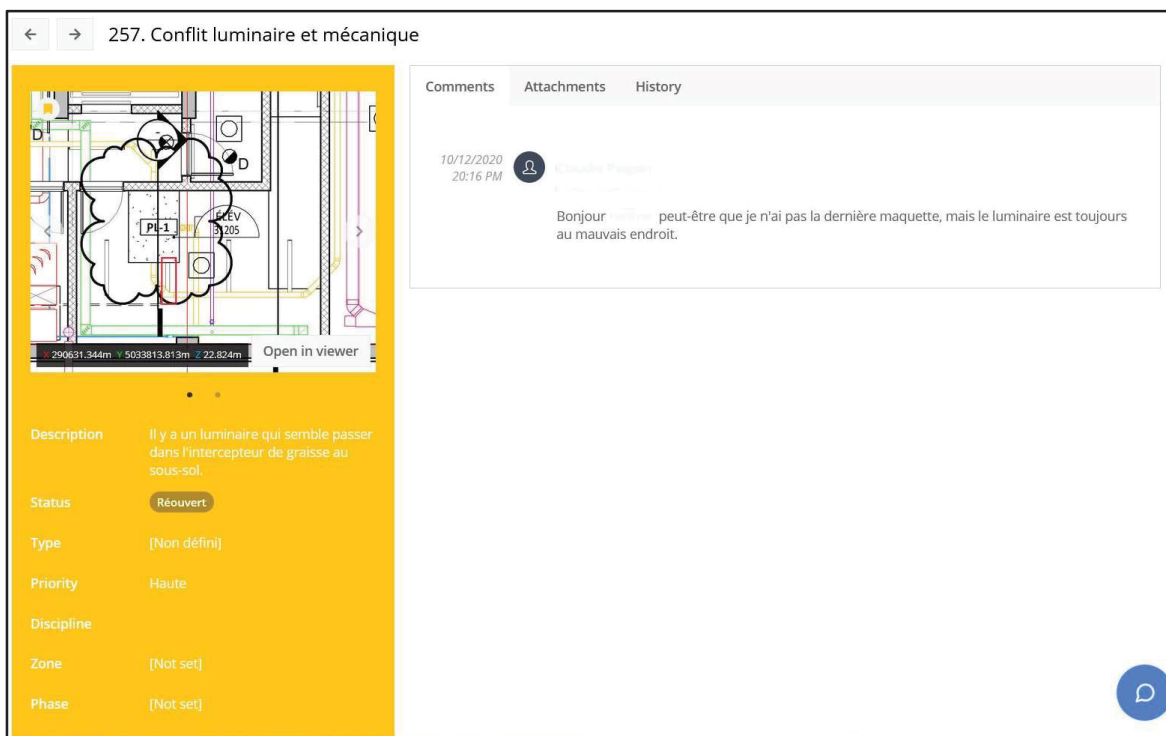 257. Conflit luminaire et mécanique
Comments Attachments History
10/12/2020
20:16 PM
Bonjour peut-être que je n'ai pas la dernière maquette, mais le luminaire est toujours
au mauvais endroit.
D
D
ÉLÉV
31205
PL-1
X 290631.344m Y 5033813.813m Z 22.824m
Open in viewer
Description Il y a un luminaire qui semble passer
dans l'intercepteur de graisse au
sous-sol.
Status Réouvert
Type [Non défini]
Priority Haute
Discipline
Zone [Not set]
Phase [Not set]